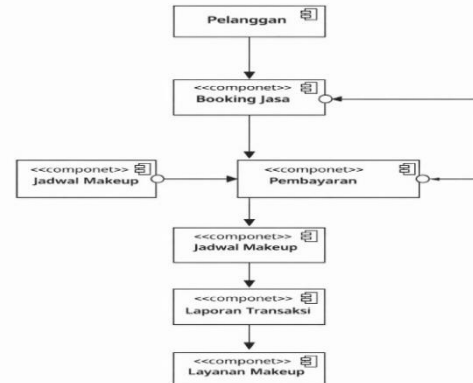 Pelanggan
<<componet>>
Booking Jasa
<<componet>>
Jadwal Makeup
<<componet>>
Pembayaran
<<componet>>
Jadwal Makeup
<<componet>>
Laporan Transaksi
<<componet>>
Layanan Makeup